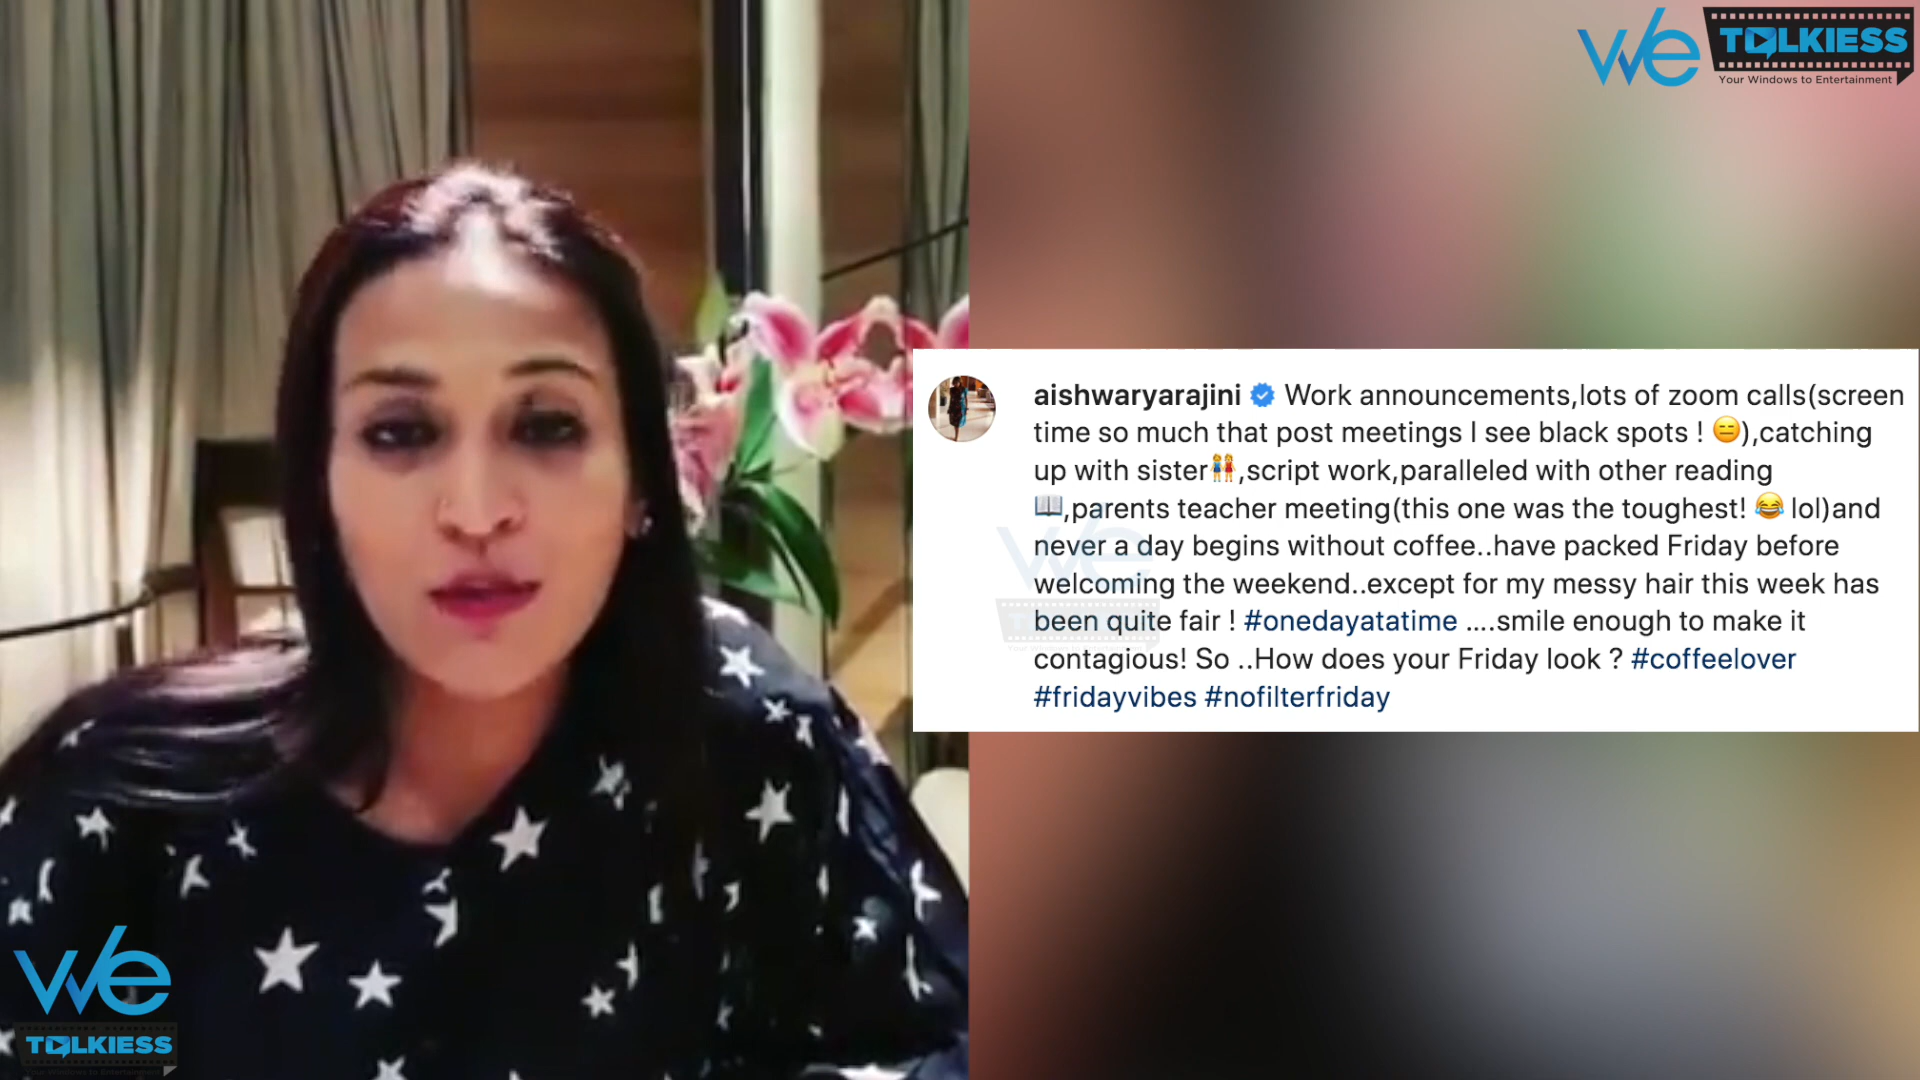 we TALKIESS
Your Windows to Entertainment
aishwaryarajini Work announcements,lots of zoom calls(screen
time so much that post meetings I see black spots ! 😑),catching
up with sister👭,script work,paralleled with other reading
📖,parents teacher meeting(this one was the toughest! 😂 lol)and
never a day begins without coffee..have packed Friday before
welcoming the weekend..except for my messy hair this week has
been quite fair ! #onedayatatime ….smile enough to make it
contagious! So ..How does your Friday look ? #coffeelover
#fridayvibes #nofilterfriday
we
TALKIESS
Your Windows to Entertainment